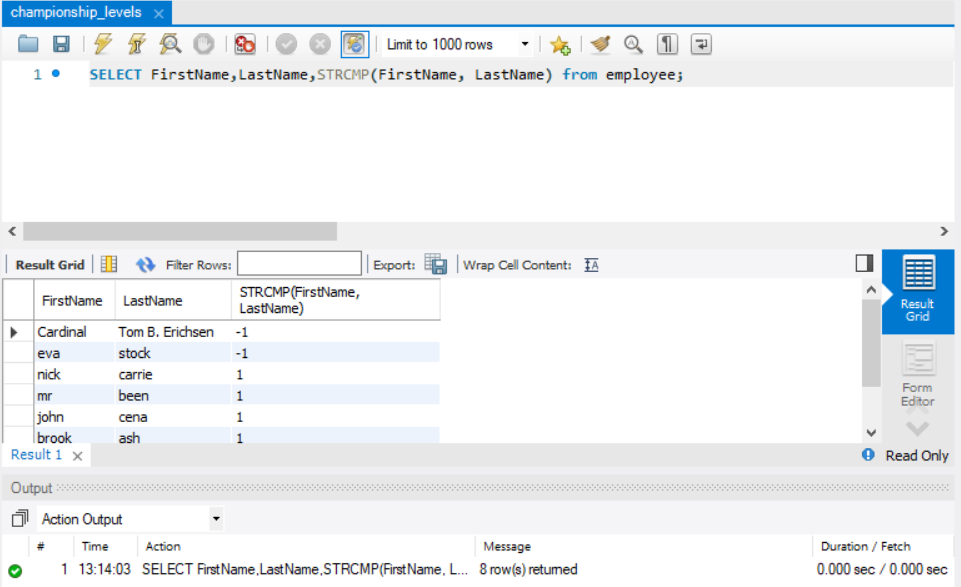 championship_levels
Limit to 1000 rows
1 SELECT FirstName,LastName,STRCMP(FirstName, LastName) from employee;
Result Grid Filter Rows: Export: Wrap Cell Content:
FirstName LastName STRCMP(FirstName, LastName)
Cardinal Tom B. Erichsen -1
eva stock -1
nick carrie 1
mr been 1
john cena 1
brook ash 1
Result Grid
Form Editor
Result 1 Read Only
Output
Action Output
# Time Action Message Duration / Fetch
1 13:14:03 SELECT FirstName,LastName,STRCMP(FirstName, L... 8 row(s) returned 0.000 sec / 0.000 sec